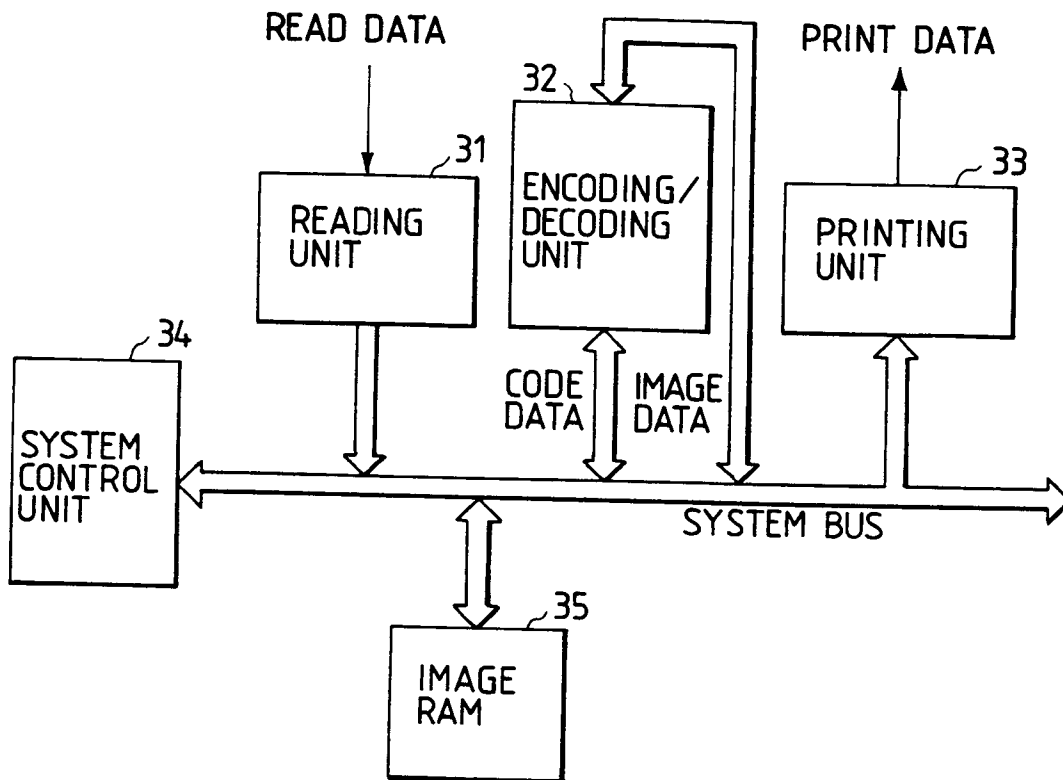 READ DATA
PRINT DATA
31
READING
UNIT
32
ENCODING/
DECODING
UNIT
33
PRINTING
UNIT
34
SYSTEM
CONTROL
UNIT
CODE
DATA
IMAGE
DATA
SYSTEM BUS
35
IMAGE
RAM